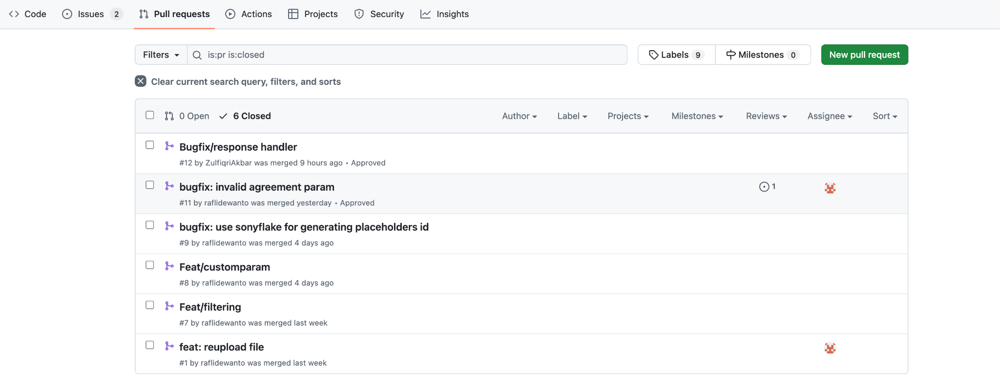 Code Issues 2 Pull requests Actions Projects Security Insights
Filters is:pr is:closed Labels 9 Milestones 0 New pull request
Clear current search query, filters, and sorts
0 Open 6 Closed Author Label Projects Milestones Reviews Assignee Sort
Bugfix/response handler
#12 by ZulfiqriAkbar was merged 9 hours ago • Approved
bugfix: invalid agreement param 1
#11 by raflidewanto was merged yesterday • Approved
bugfix: use sonyflake for generating placeholders id
#9 by raflidewanto was merged 4 days ago
Feat/customparam
#8 by raflidewanto was merged 4 days ago
Feat/filtering
#7 by raflidewanto was merged last week
feat: reupload file
#1 by raflidewanto was merged last week